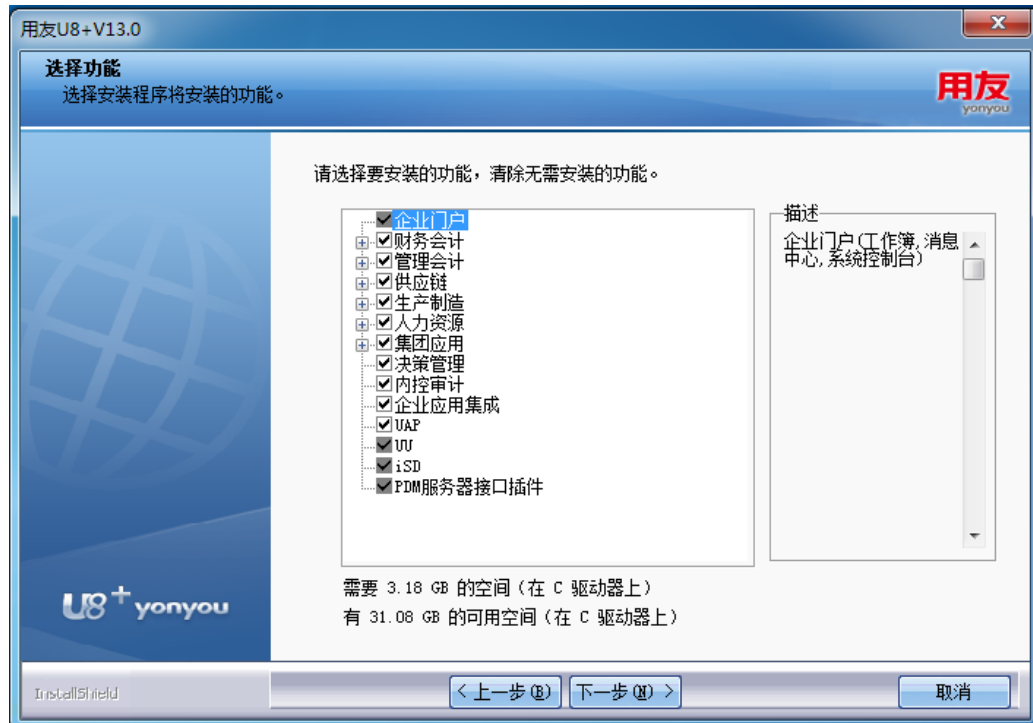 用友U8+V13.0
X
选择功能
选择安装程序将安装的功能。
用友
yonyou
请选择要安装的功能，清除无需安装的功能。
企业门户
财务会计
管理会计
供应链
生产制造
人力资源
集团应用
决策管理
内控审计
企业应用集成
UAP
UU
iSD
PDM服务器接口插件
描述
企业门户(工作簿,消息
中心,系统控制台)
需要 3.18 GB 的空间（在 C 驱动器上）
有 31.08 GB 的可用空间（在 C 驱动器上）
U8+ yonyou
InstallShield
< 上一步(B)
下一步(N) >
取消